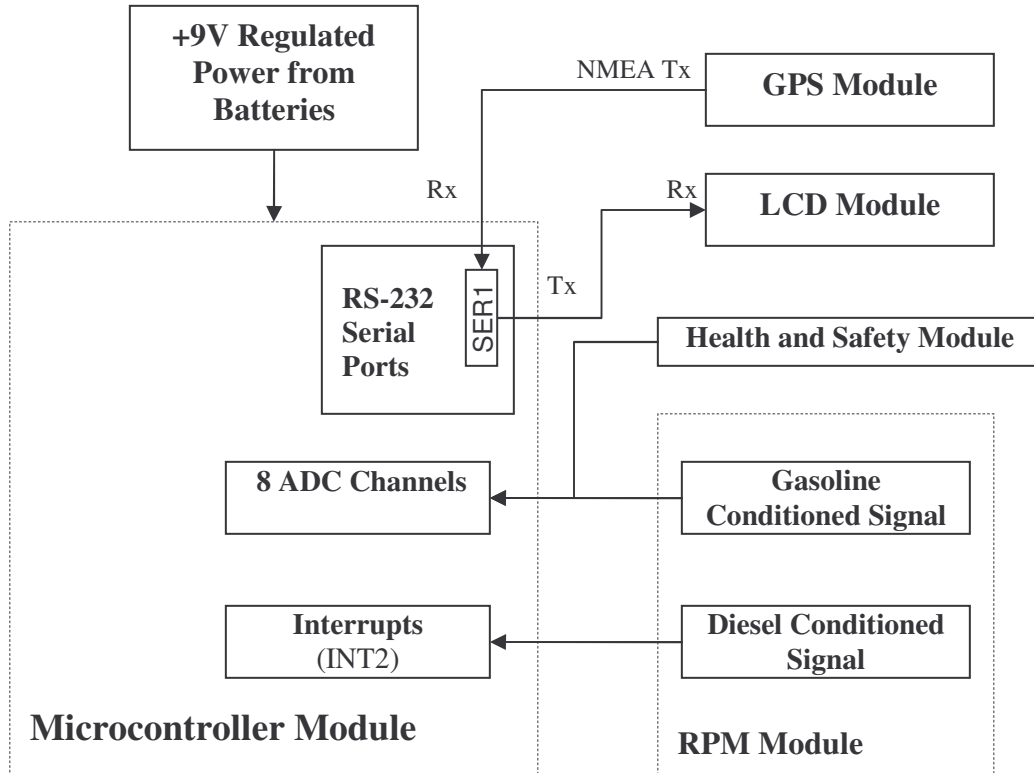 +9V Regulated
Power from
Batteries
NMEA Tx
GPS Module
Rx
Rx
LCD Module
RS-232
Serial
Ports
SER1
Tx
Health and Safety Module
8 ADC Channels
Gasoline
Conditioned Signal
Interrupts
(INT2)
Diesel Conditioned
Signal
Microcontroller Module
RPM Module